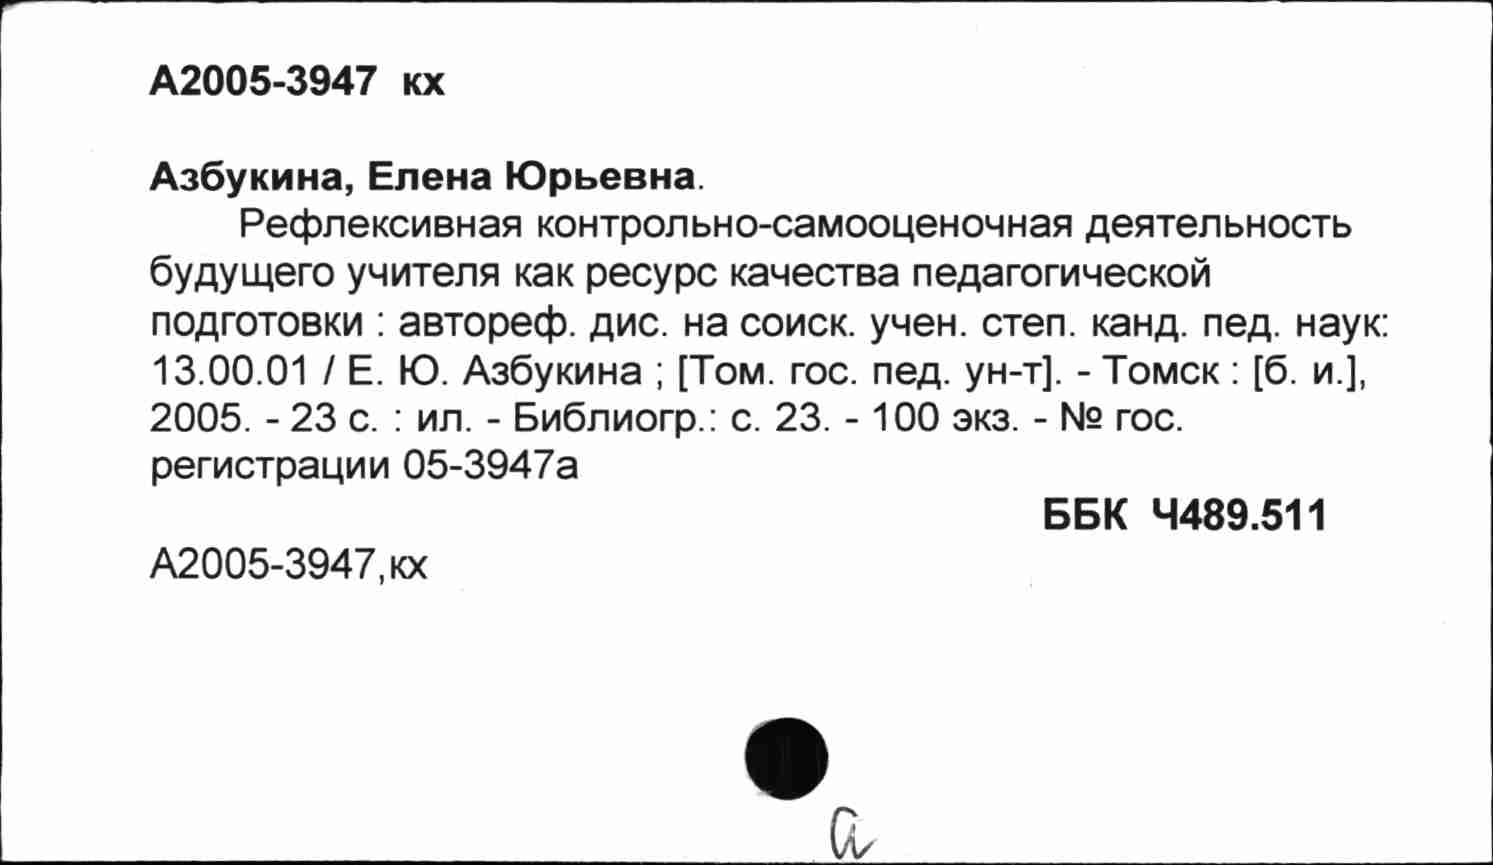 А2005-3947 кх
Азбукина, Елена Юрьевна.
Рефлексивная контрольно-самооценочная деятельность
будущего учителя как ресурс качества педагогической
подготовки : автореф. дис. на соиск. учен. степ. канд. пед. наук:
13.00.01 / Е. Ю. Азбукина ; [Том. гос. пед. ун-т]. - Томск : [б. и.],
2005. - 23 с. : ил. - Библиогр.: с. 23. - 100 экз. - № гос.
регистрации 05-3947а
ББК Ч489.511
А2005-3947,кх
а